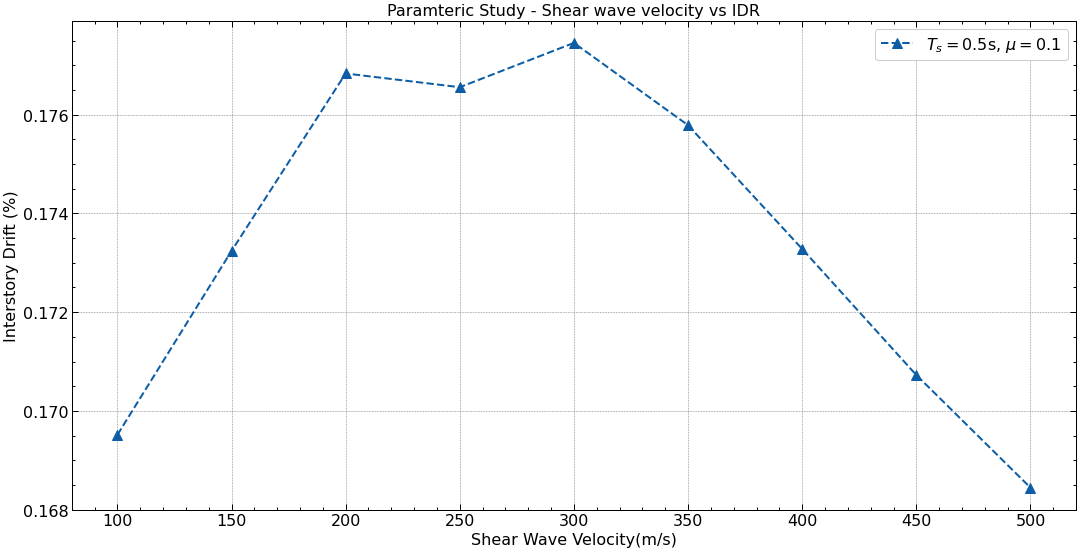 Paramteric Study - Shear wave velocity vs IDR
T_s = 0.5s, μ = 0.1
Interstory Drift (%)
0.176
0.174
0.172
0.170
0.168
100 150 200 250 300 350 400 450 500
Shear Wave Velocity(m/s)